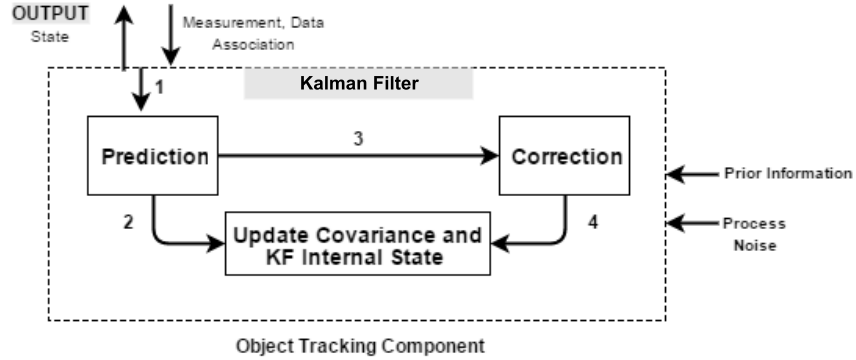 OUTPUT
State
Measurement, Data
Association
1
Kalman Filter
Prediction
3
Correction
Prior Information
2
4
Process
Noise
Update Covariance and
KF Internal State
Object Tracking Component